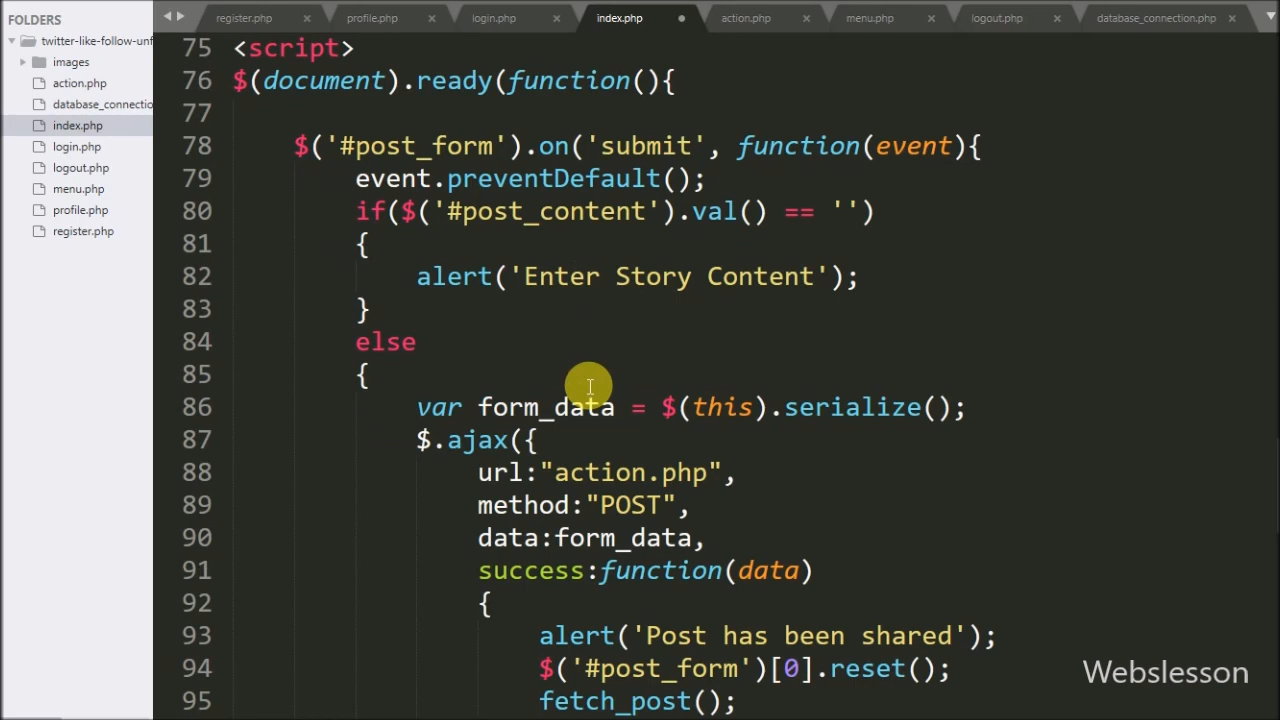 register.php × profile.php × login.php × index.php action.php × menu.php × logout.php × database_connection.php ×
FOLDERS
twitter-like-follow-unf
images
action.php
database_connectio
index.php
login.php
logout.php
menu.php
profile.php
register.php
75 <script>
76 $(document).ready(function(){
77
78 $('#post_form').on('submit', function(event){
79 event.preventDefault();
80 if($('#post_content').val() == '')
81 {
82 alert('Enter Story Content');
83 }
84 else
85 {
86 var form_data = $(this).serialize();
87 $.ajax({
88 url:"action.php",
89 method:"POST",
90 data:form_data,
91 success:function(data)
92 {
93 alert('Post has been shared');
94 $('#post_form')[0].reset();
95 fetch_post();
Webslesson